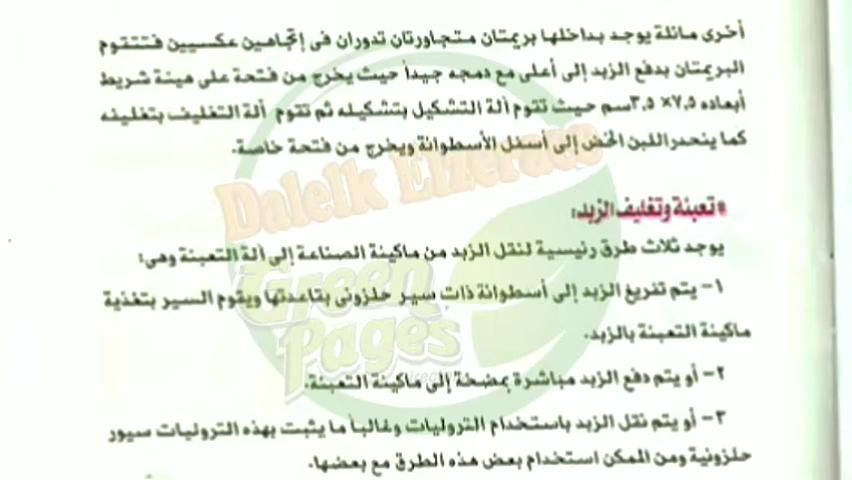 أخرى مائلة يوجد بداخلها بريمتان متجاورتان تدوران فى إتجاهين عكسيين فتتقوم
البريمتان بدفع الزبد إلى أعلى مع دمجه جيداً حيث يخرج من فتحة على هيئة شريط
أبعاده ٧,٥× ٣,٥سم حيث تقوم آلة التشكيل بتشكيله ثم تقوم آلة التغليف بتغليفه
كما ينحدر اللبن الخض إلى أسفل الأسطوانة ويخرج من فتحة خاصة.
Dalelk Elzeraae
* تعبئة وتغليف الزبد:
يوجد ثلاث طرق رئيسية لنقل الزبد من ماكينة الصناعة إلى آلة التعبئة وهى:
Green
١- يتم تفريغ الزبد إلى أسطوانة ذات سير حلزونى بقاعدتها ويقوم السير بتغذية
Pages
ماكينة التعبئة بالزبد.
٢- أو يتم دفع الزبد مباشرة بمضخة إلى ماكينة التعبئة.
٣- أو يتم نقل الزبد باستخدام التروليات وغالباً ما يثبت بهذه التروليات سيور
حلزونية ومن الممكن استخدام بعض هذه الطرق مع بعضها.